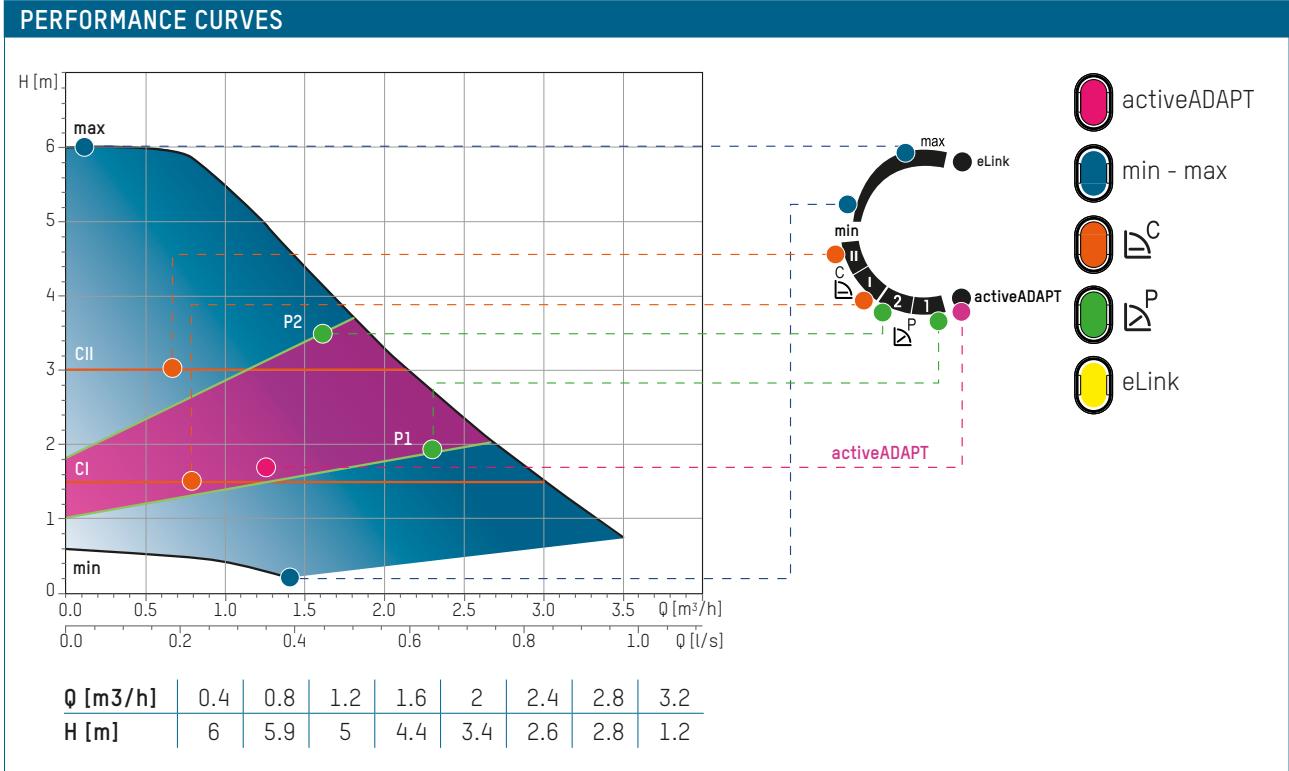 PERFORMANCE CURVES
H [m]
max
6
5
4
3
2
1
0
P2
CII
P1
CI
min
0.0 0.5 1.0 1.5 2.0 2.5 3.0 3.5 Q [m³/h]
0.0 0.2 0.4 0.6 0.8 1.0 Q [l/s]
max
eLink
min
II
C
I
2
1
P
activeADAPT
activeADAPT
activeADAPT
min - max
C
P
eLink
Q [m3/h] 0.4 0.8 1.2 1.6 2 2.4 2.8 3.2
H [m] 6 5.9 5 4.4 3.4 2.6 2.8 1.2